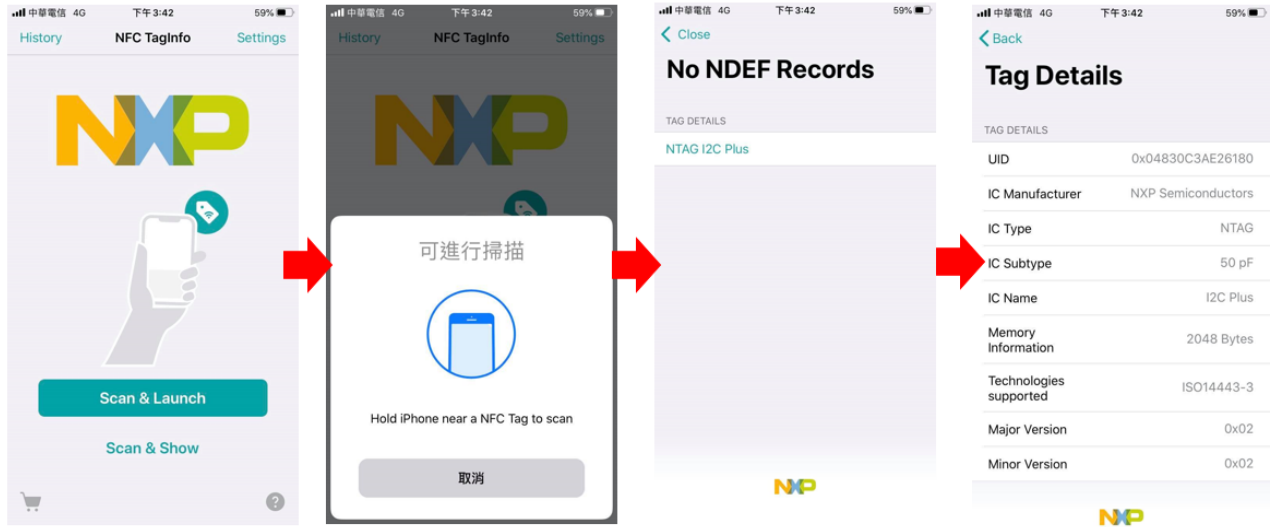 中華電信 4G 下午3:42 59%
History NFC TagInfo Settings
NXP
Scan & Launch
Scan & Show
中華電信 4G 下午3:42 59%
History NFC TagInfo Settings
可進行掃描
Hold iPhone near a NFC Tag to scan
取消
中華電信 4G 下午3:42 59%
Close
No NDEF Records
TAG DETAILS
NTAG I2C Plus
NXP
中華電信 4G 下午3:42 59%
Back
Tag Details
TAG DETAILS
UID 0x04830C3AE26180
IC Manufacturer NXP Semiconductors
IC Type NTAG
IC Subtype 50 pF
IC Name I2C Plus
Memory
Information 2048 Bytes
Technologies
supported ISO14443-3
Major Version 0x02
Minor Version 0x02
NXP